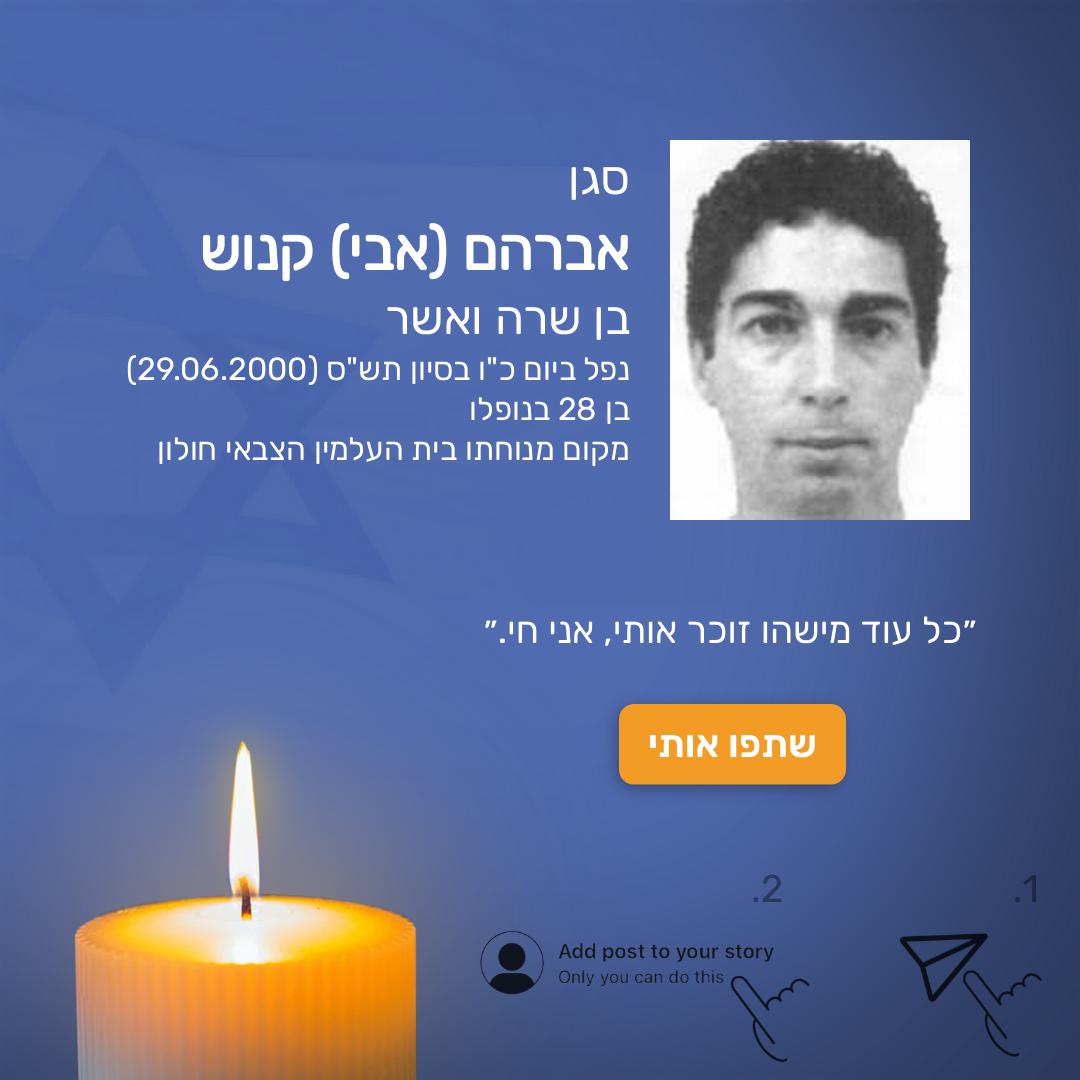 סגן
אברהם (אבי) קנוש
בן שרה ואשר
נפל ביום כ"ו בסיון תש"ס (29.06.2000)
בן 28 בנופלו
מקום מנוחתו בית העלמין הצבאי חולון
״כל עוד מישהו זוכר אותי, אני חי.״
שתפו אותי
.1
.2
Add post to your story
Only you can do this